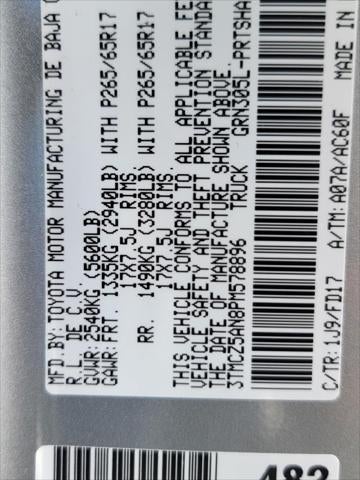 MFD.BY: TOYOTA MOTOR MANUFACTURING DE BAJA
R.L. DE C.V.
GVWR: 2540KG (5600LB)
GAWR: FRT. 1335KG (2940LB) WITH P265/65R17
17X7.5J RIMS.
RR. 1490KG (3280LB) WITH P265/65R17
17X7.5J RIMS.
THIS VEHICLE CONFORMS TO ALL APPLICABLE FE
VEHICLE SAFETY AND THEFT PREVENTION STANDA
THE DATE OF MANUFACTURE SHOWN ABOVE.
3TMCZ5AN8PM578896 TRUCK GRN305L-PRTSHA
C/TR: 1J9/FD17 A/TM: A07A/AC60F
482